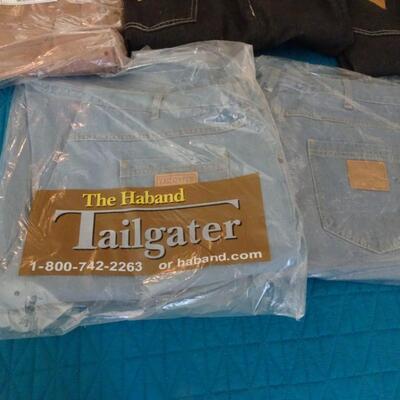 The Haband
Tailgater
1-800-742-2263 or haband.com